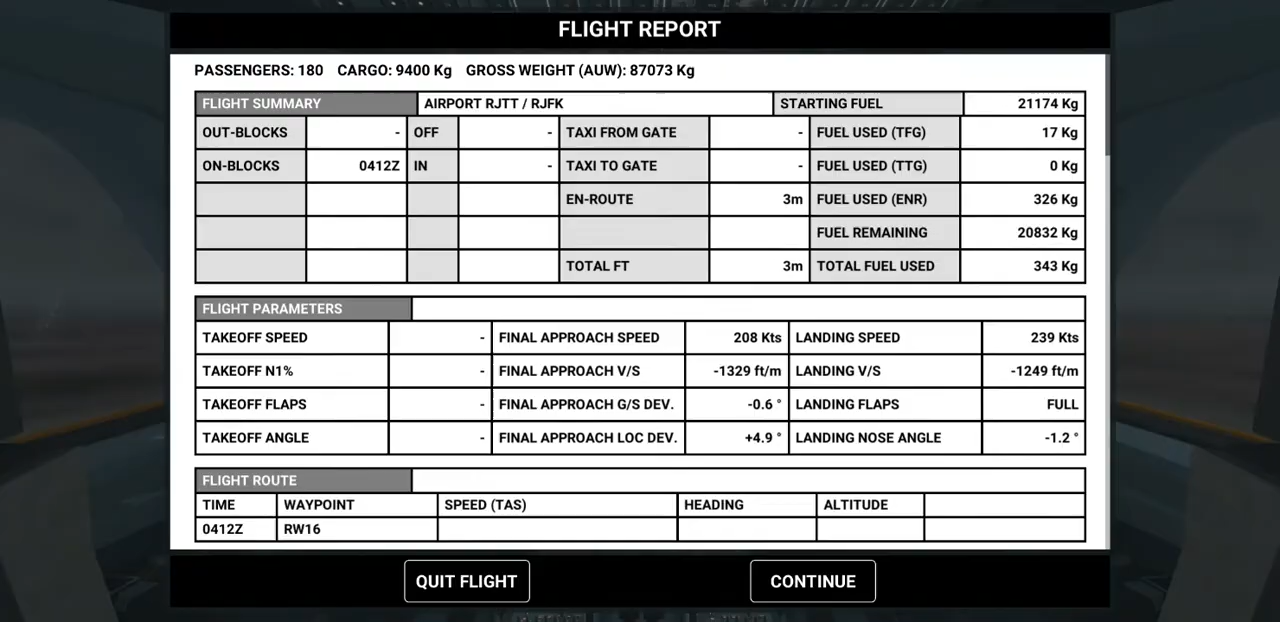 FLIGHT REPORT
PASSENGERS: 180 CARGO: 9400 Kg GROSS WEIGHT (AUW): 87073 Kg
FLIGHT SUMMARY AIRPORT RJTT / RJFK STARTING FUEL 21174 Kg
OUT-BLOCKS - OFF - TAXI FROM GATE - FUEL USED (TFG) 17 Kg
ON-BLOCKS 0412Z IN - TAXI TO GATE - FUEL USED (TTG) 0 Kg
EN-ROUTE 3m FUEL USED (ENR) 326 Kg
FUEL REMAINING 20832 Kg
TOTAL FT 3m TOTAL FUEL USED 343 Kg
FLIGHT PARAMETERS
TAKEOFF SPEED - FINAL APPROACH SPEED 208 Kts LANDING SPEED 239 Kts
TAKEOFF N1% - FINAL APPROACH V/S -1329 ft/m LANDING V/S -1249 ft/m
TAKEOFF FLAPS - FINAL APPROACH G/S DEV. -0.6 ° LANDING FLAPS FULL
TAKEOFF ANGLE - FINAL APPROACH LOC DEV. +4.9 ° LANDING NOSE ANGLE -1.2 °
FLIGHT ROUTE
TIME WAYPOINT SPEED (TAS) HEADING ALTITUDE
0412Z RW16
QUIT FLIGHT CONTINUE